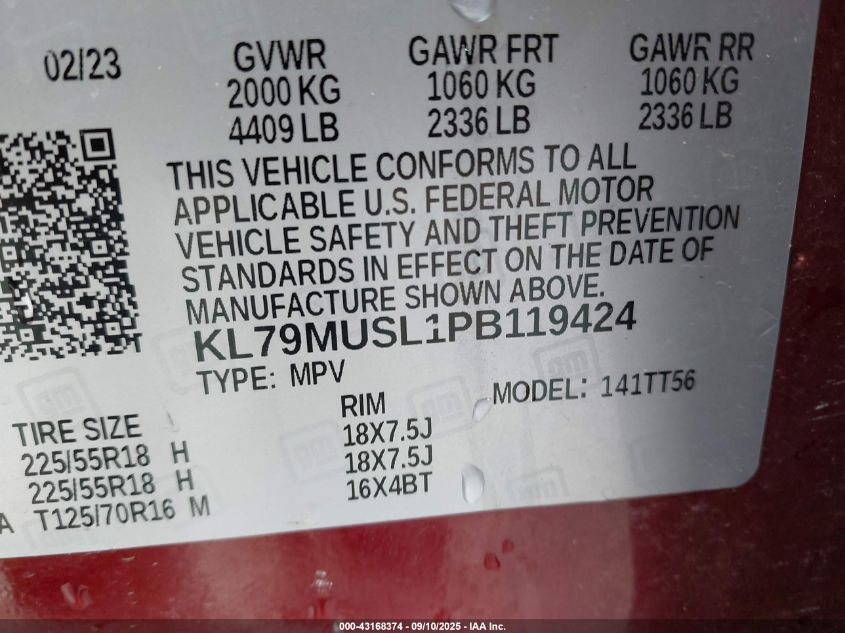 02/23 GVWR GAWR FRT GAWR RR
2000 KG 1060 KG 1060 KG
4409 LB 2336 LB 2336 LB
THIS VEHICLE CONFORMS TO ALL
APPLICABLE U.S. FEDERAL MOTOR
VEHICLE SAFETY AND THEFT PREVENTION
STANDARDS IN EFFECT ON THE DATE OF
MANUFACTURE SHOWN ABOVE.
KL79MUSL1PB119424
TYPE: MPV MODEL: 141TT56
TIRE SIZE RIM
225/55R18 H 18X7.5J
225/55R18 H 18X7.5J
A T125/70R16 M 16X4BT
000-43168374 - 09/10/2025 - IAA Inc.